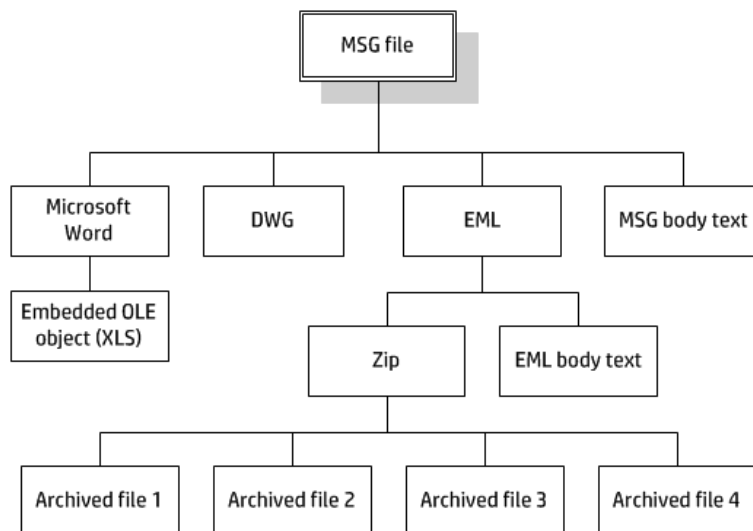 MSG file
Microsoft
Word
DWG
EML
MSG body text
Embedded OLE
object (XLS)
Zip
EML body text
Archived file 1
Archived file 2
Archived file 3
Archived file 4